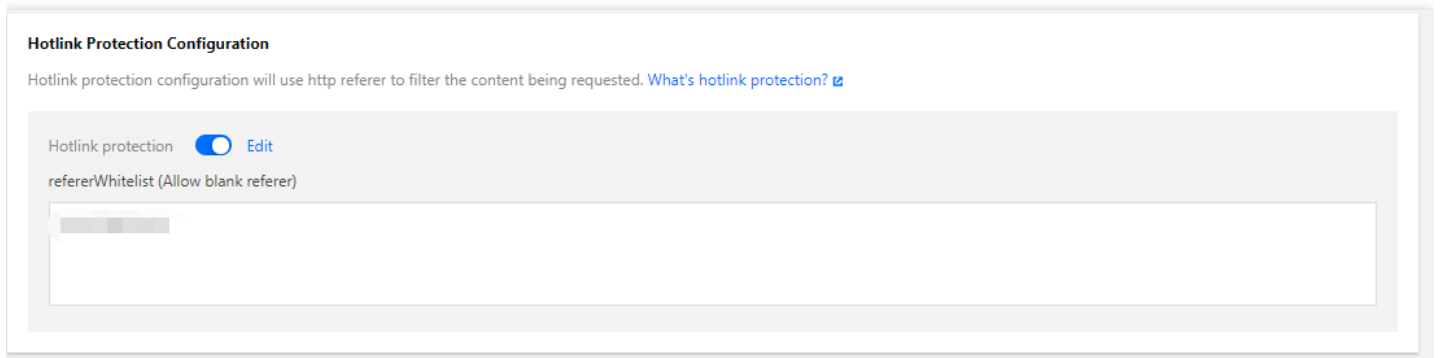 Hotlink Protection Configuration
Hotlink protection configuration will use http referer to filter the content being requested. What's hotlink protection?
Hotlink protection Edit
refererWhitelist (Allow blank referer)